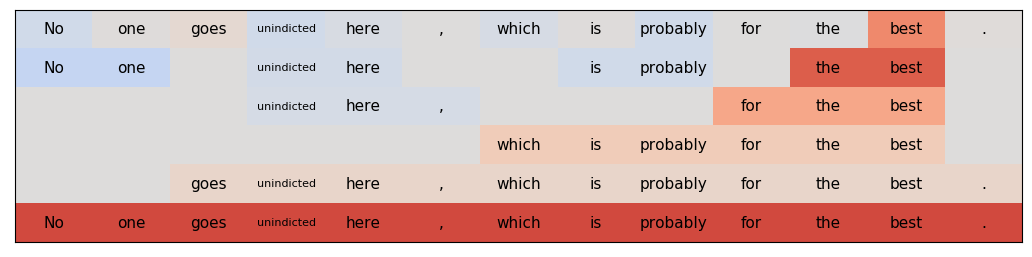 No one goes unindicted here , which is probably for the best .
No one unindicted here is probably the best
unindicted here , for the best
which is probably for the best
goes unindicted here , which is probably for the best .
No one goes unindicted here , which is probably for the best .